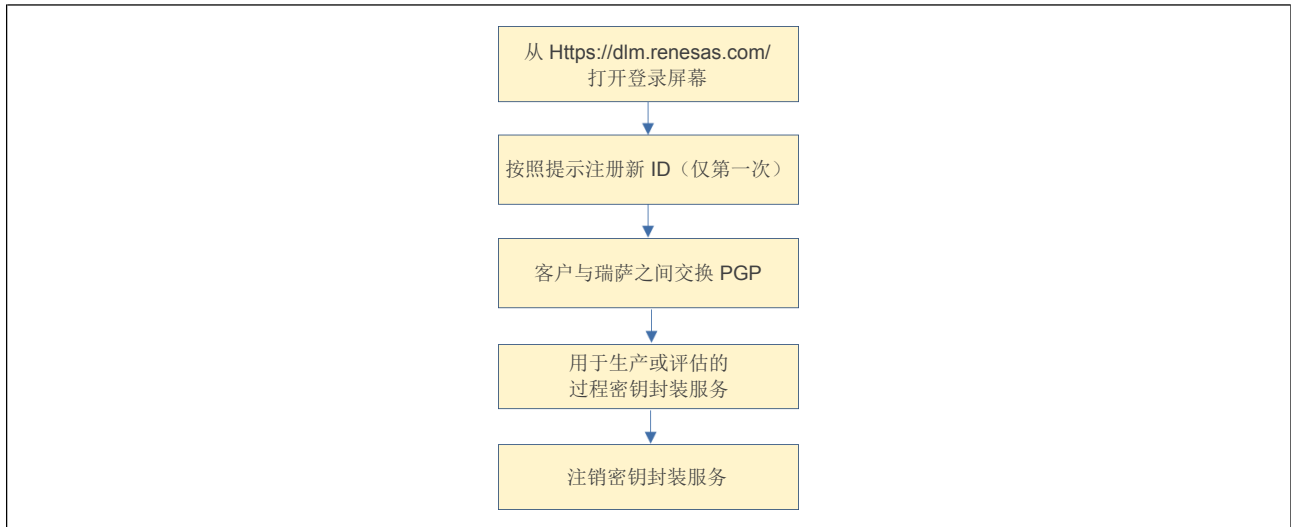 从 Https://dlm.renesas.com/
打开登录屏幕
按照提示注册新 ID（仅第一次）
客户与瑞萨之间交换 PGP
用于生产或评估的
过程密钥封装服务
注销密钥封装服务